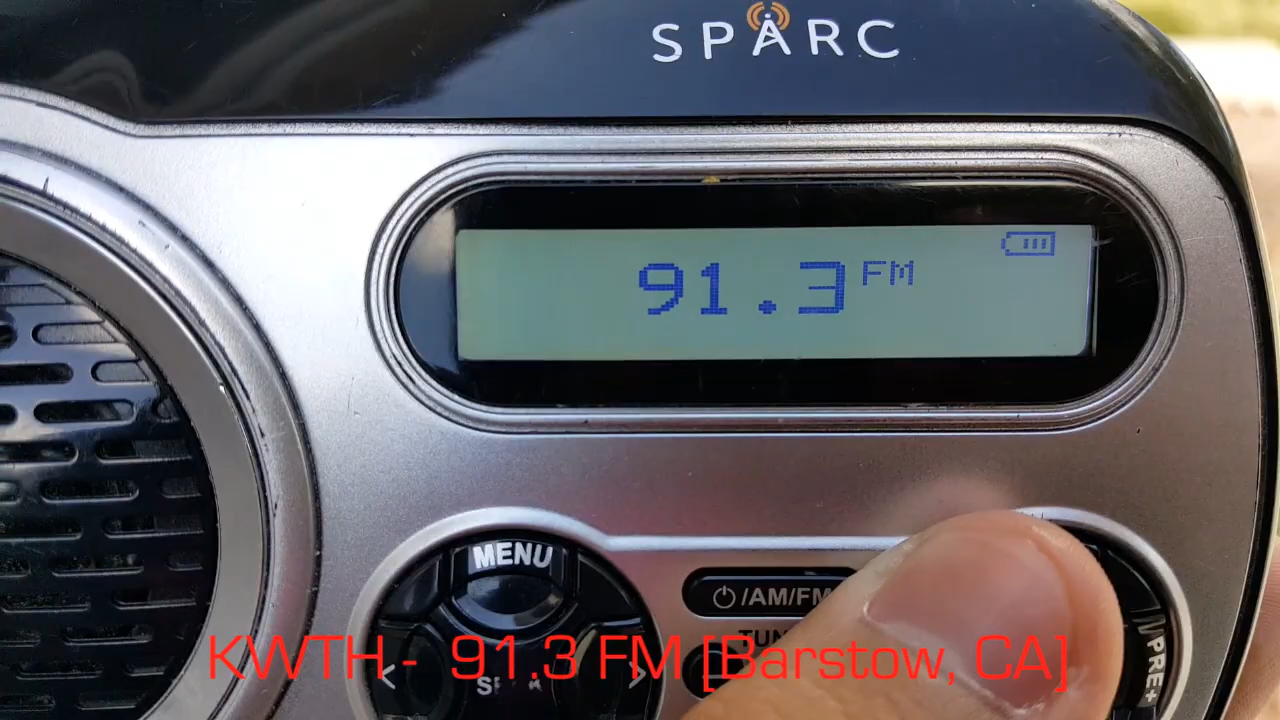 SPARC
91.3 FM
MENU
/AM/FM
PRE+
KWTH - 91.3 FM [Barstow, CA]